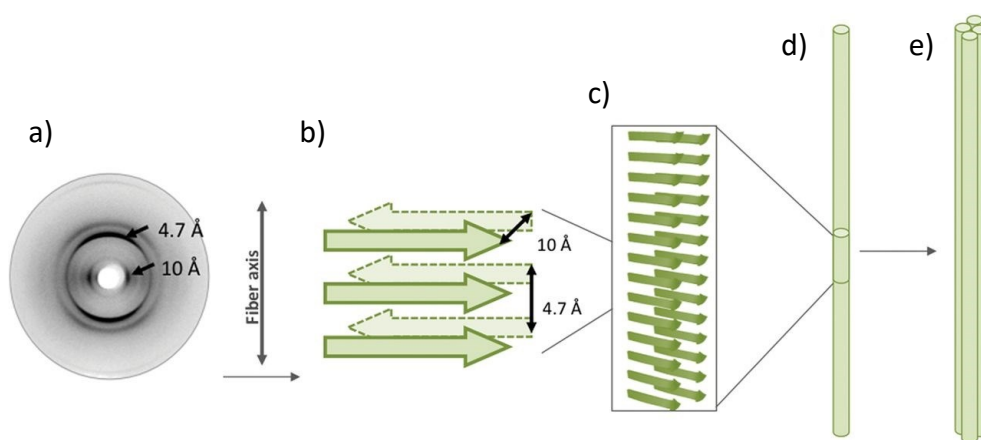 a)
4.7 Å
10 Å
Fiber axis
b)
10 Å
4.7 Å
c)
d)
e)